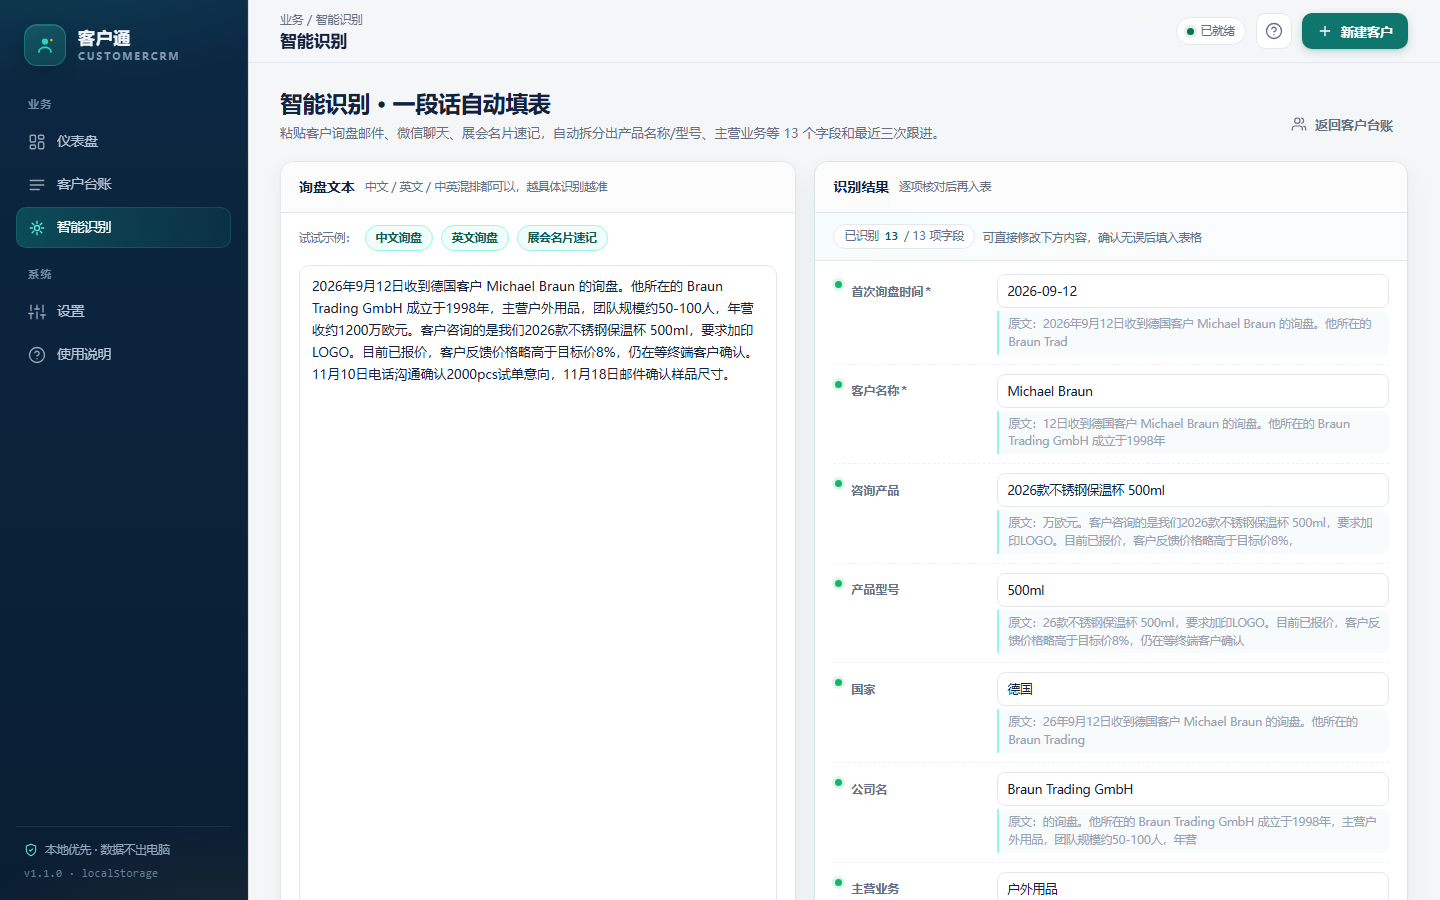 客户通
CUSTOMERCRM
业务
仪表盘
客户台账
智能识别
系统
设置
使用说明
本地优先 · 数据不出电脑
v1.1.0 · localStorage
业务 / 智能识别
智能识别
已就绪
新建客户
智能识别 • 一段话自动填表
粘贴客户询盘邮件、微信聊天、展会名片速记，自动拆分出产品名称/型号、主营业务等 13 个字段和最近三次跟进。
返回客户台账
询盘文本 中文 / 英文 / 中英混排都可以，越具体识别越准
试试示例： 中文询盘 英文询盘 展会名片速记
2026年9月12日收到德国客户 Michael Braun 的询盘。他所在的 Braun
Trading GmbH 成立于1998年，主营户外用品，团队规模约50-100人，年营
收约1200万欧元。客户咨询的是我们2026款不锈钢保温杯 500ml，要求加印
LOGO。目前已报价，客户反馈价格略高于目标价8%，仍在等终端客户确认。
11月10日电话沟通确认2000pcs试单意向，11月18日邮件确认样品尺寸。
识别结果 逐项核对后再入表
已识别 13 / 13 项字段 可直接修改下方内容，确认无误后填入表格
首次询盘时间*
2026-09-12
原文：2026年9月12日收到德国客户 Michael Braun 的询盘。他所在的
Braun Trad
客户名称*
Michael Braun
原文：12日收到德国客户 Michael Braun 的询盘。他所在的 Braun
Trading GmbH 成立于1998年
咨询产品
2026款不锈钢保温杯 500ml
原文：万欧元。客户咨询的是我们2026款不锈钢保温杯 500ml，要求加
印LOGO。目前已报价，客户反馈价格略高于目标价8%，
产品型号
500ml
原文：26款不锈钢保温杯 500ml，要求加印LOGO。目前已报价，客户反
馈价格略高于目标价8%，仍在等终端客户确认
国家
德国
原文：26年9月12日收到德国客户 Michael Braun 的询盘。他所在的
Braun Trading
公司名
Braun Trading GmbH
原文：的询盘。他所在的 Braun Trading GmbH 成立于1998年，主营户
外用品，团队规模约50-100人，年营
主营业务
户外用品